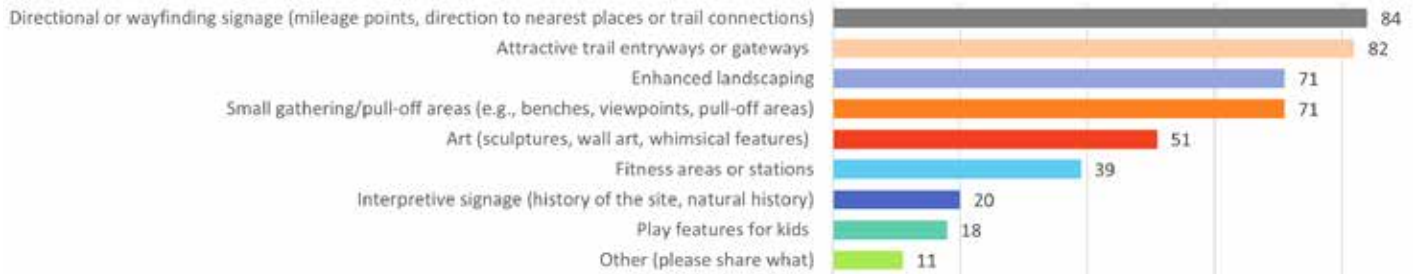 Directional or wayfinding signage (mileage points, direction to nearest places or trail connections) 84
Attractive trail entryways or gateways 82
Enhanced landscaping 71
Small gathering/pull-off areas (e.g., benches, viewpoints, pull-off areas) 71
Art (sculptures, wall art, whimsical features) 51
Fitness areas or stations 39
Interpretive signage (history of the site, natural history) 20
Play features for kids 18
Other (please share what) 11